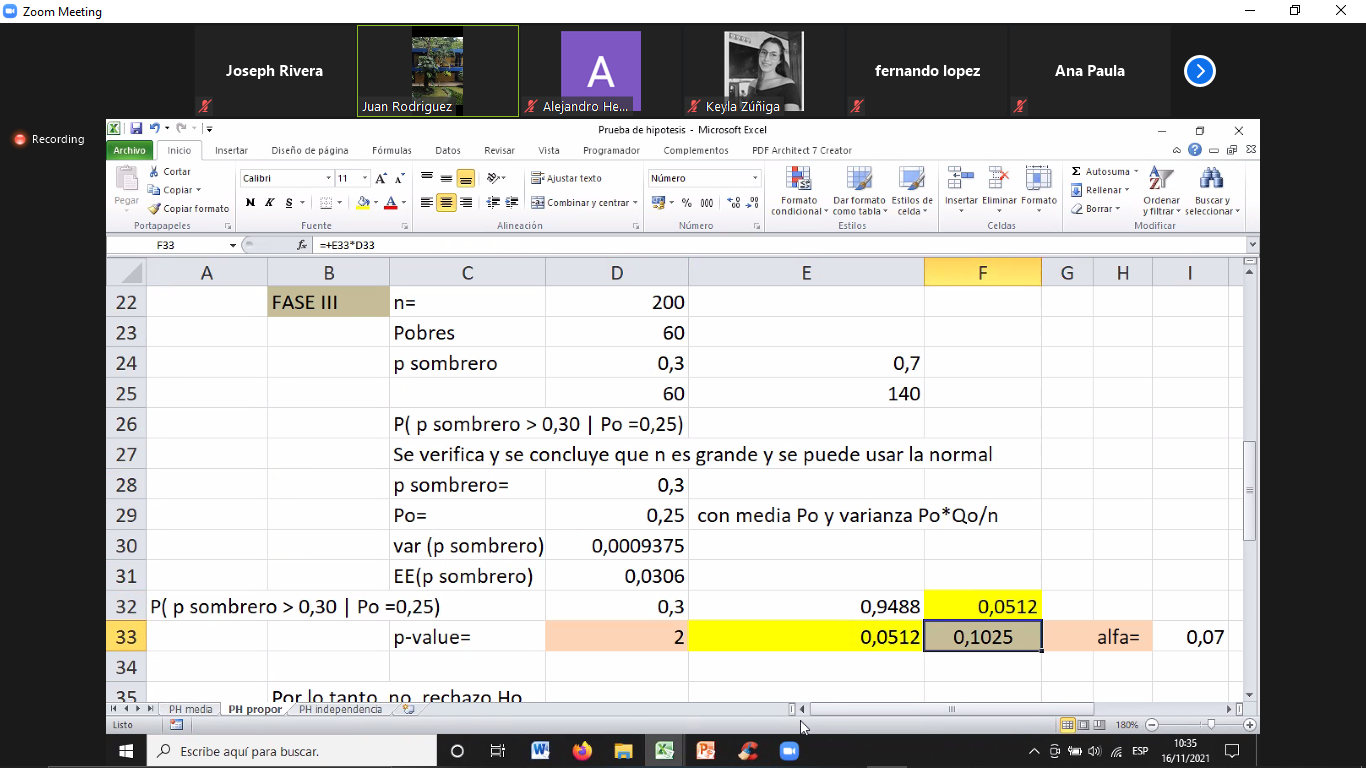 Zoom Meeting
Joseph Rivera
Juan Rodriguez
A
Alejandro He...
Keyla Zúñiga
fernando lopez
Ana Paula
Recording
Prueba de hipotesis - Microsoft Excel
Archivo Inicio Insertar Diseño de página Fórmulas Datos Revisar Vista Programador Complementos PDF Architect 7 Creator
Pegar
Cortar
Copiar
Copiar formato
Portapapeles
Calibri 11
N K S
Fuente
Ajustar texto
Combinar y centrar
Alineación
Número
% 000
Número
Formato condicional
Dar formato como tabla
Estilos de celda
Estilos
Insertar Eliminar Formato
Celdas
Autosuma
Rellenar
Borrar
Ordenar y filtrar
Buscar y seleccionar
Modificar
F33 fx =+E33*D33
A B C D E F G H I
22 FASE III n= 200
23 Pobres 60
24 p sombrero 0,3 0,7
25 60 140
26 P( p sombrero > 0,30 | Po =0,25)
27 Se verifica y se concluye que n es grande y se puede usar la normal
28 p sombrero= 0,3
29 Po= 0,25 con media Po y varianza Po*Qo/n
30 var (p sombrero) 0,0009375
31 EE(p sombrero) 0,0306
32 P( p sombrero > 0,30 | Po =0,25) 0,3 0,9488 0,0512
33 p-value= 2 0,0512 0,1025 alfa= 0,07
34
35 Por lo tanto no rechazo Ho
PH media PH propor PH independencia
Listo 180%
Escribe aquí para buscar.
ESP
10:35
16/11/2021